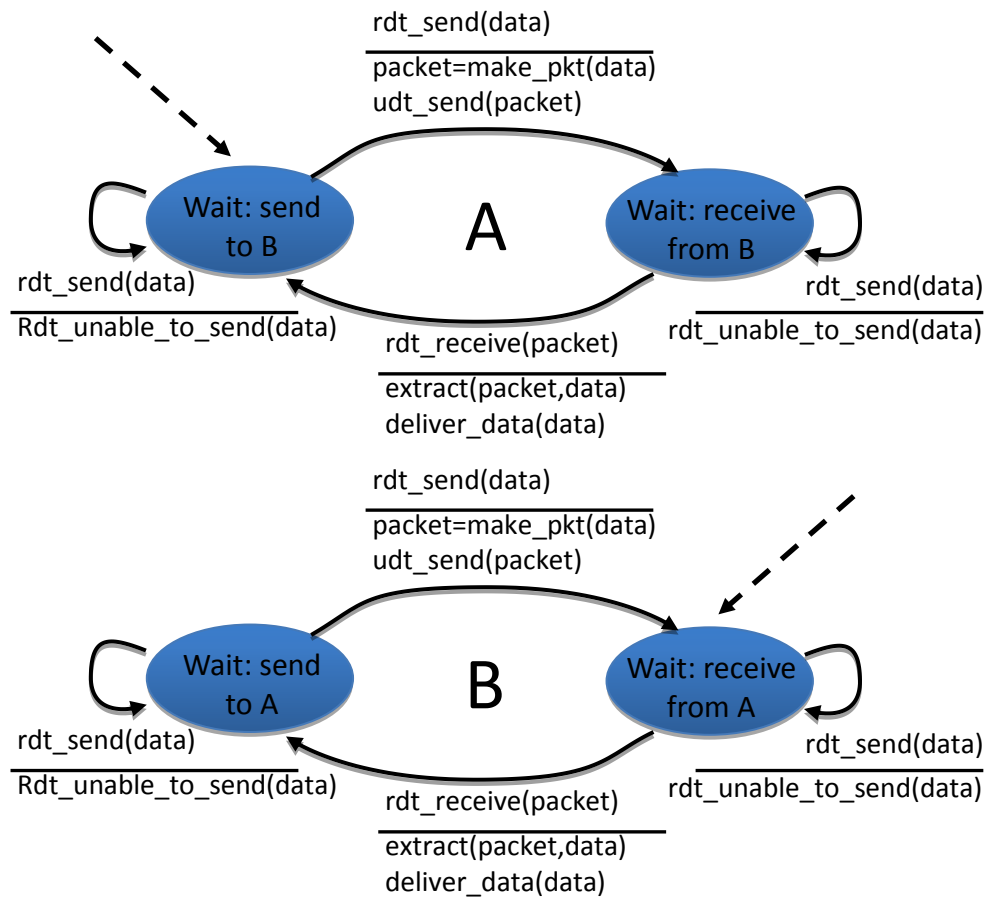 rdt_send(data)
packet=make_pkt(data)
udt_send(packet)
Wait: send
to B
A
Wait: receive
from B
rdt_send(data)
Rdt_unable_to_send(data)
rdt_send(data)
rdt_unable_to_send(data)
rdt_receive(packet)
extract(packet,data)
deliver_data(data)
rdt_send(data)
packet=make_pkt(data)
udt_send(packet)
Wait: send
to A
B
Wait: receive
from A
rdt_send(data)
Rdt_unable_to_send(data)
rdt_send(data)
rdt_unable_to_send(data)
rdt_receive(packet)
extract(packet,data)
deliver_data(data)